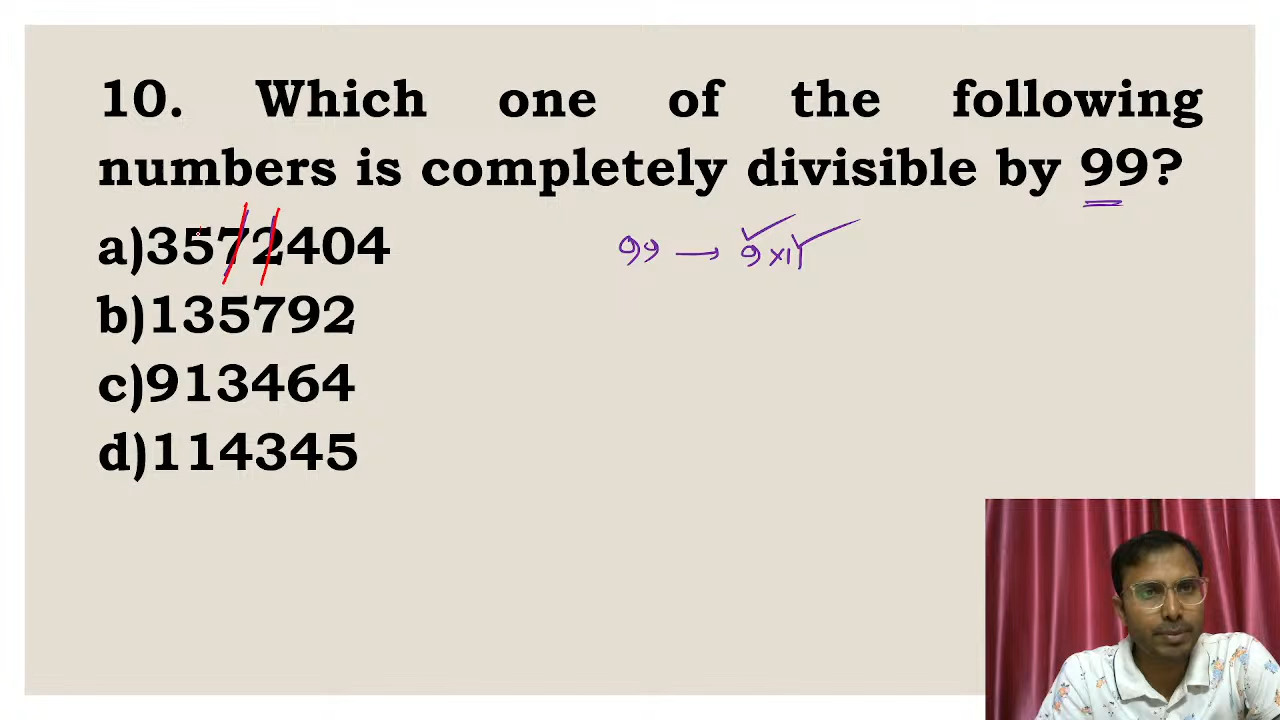 10. Which one of the following
numbers is completely divisible by 99?
a)3572404
99 → 9×11
b)135792
c)913464
d)114345